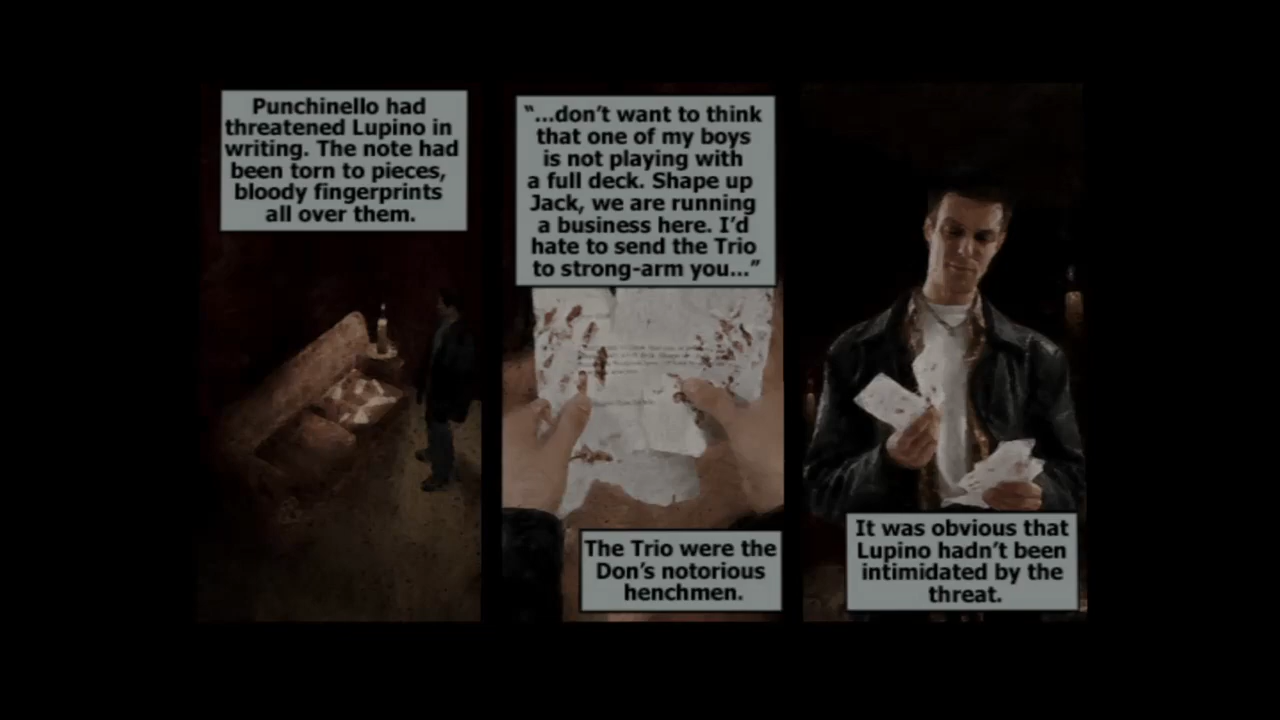 Punchinello had
threatened Lupino in
writing. The note had
been torn to pieces,
bloody fingerprints
all over them.
“...don’t want to think
that one of my boys
is not playing with
a full deck. Shape up
Jack, we are running
a business here. I’d
hate to send the Trio
to strong-arm you...”
The Trio were the
Don’s notorious
henchmen.
It was obvious that
Lupino hadn’t been
intimidated by the
threat.